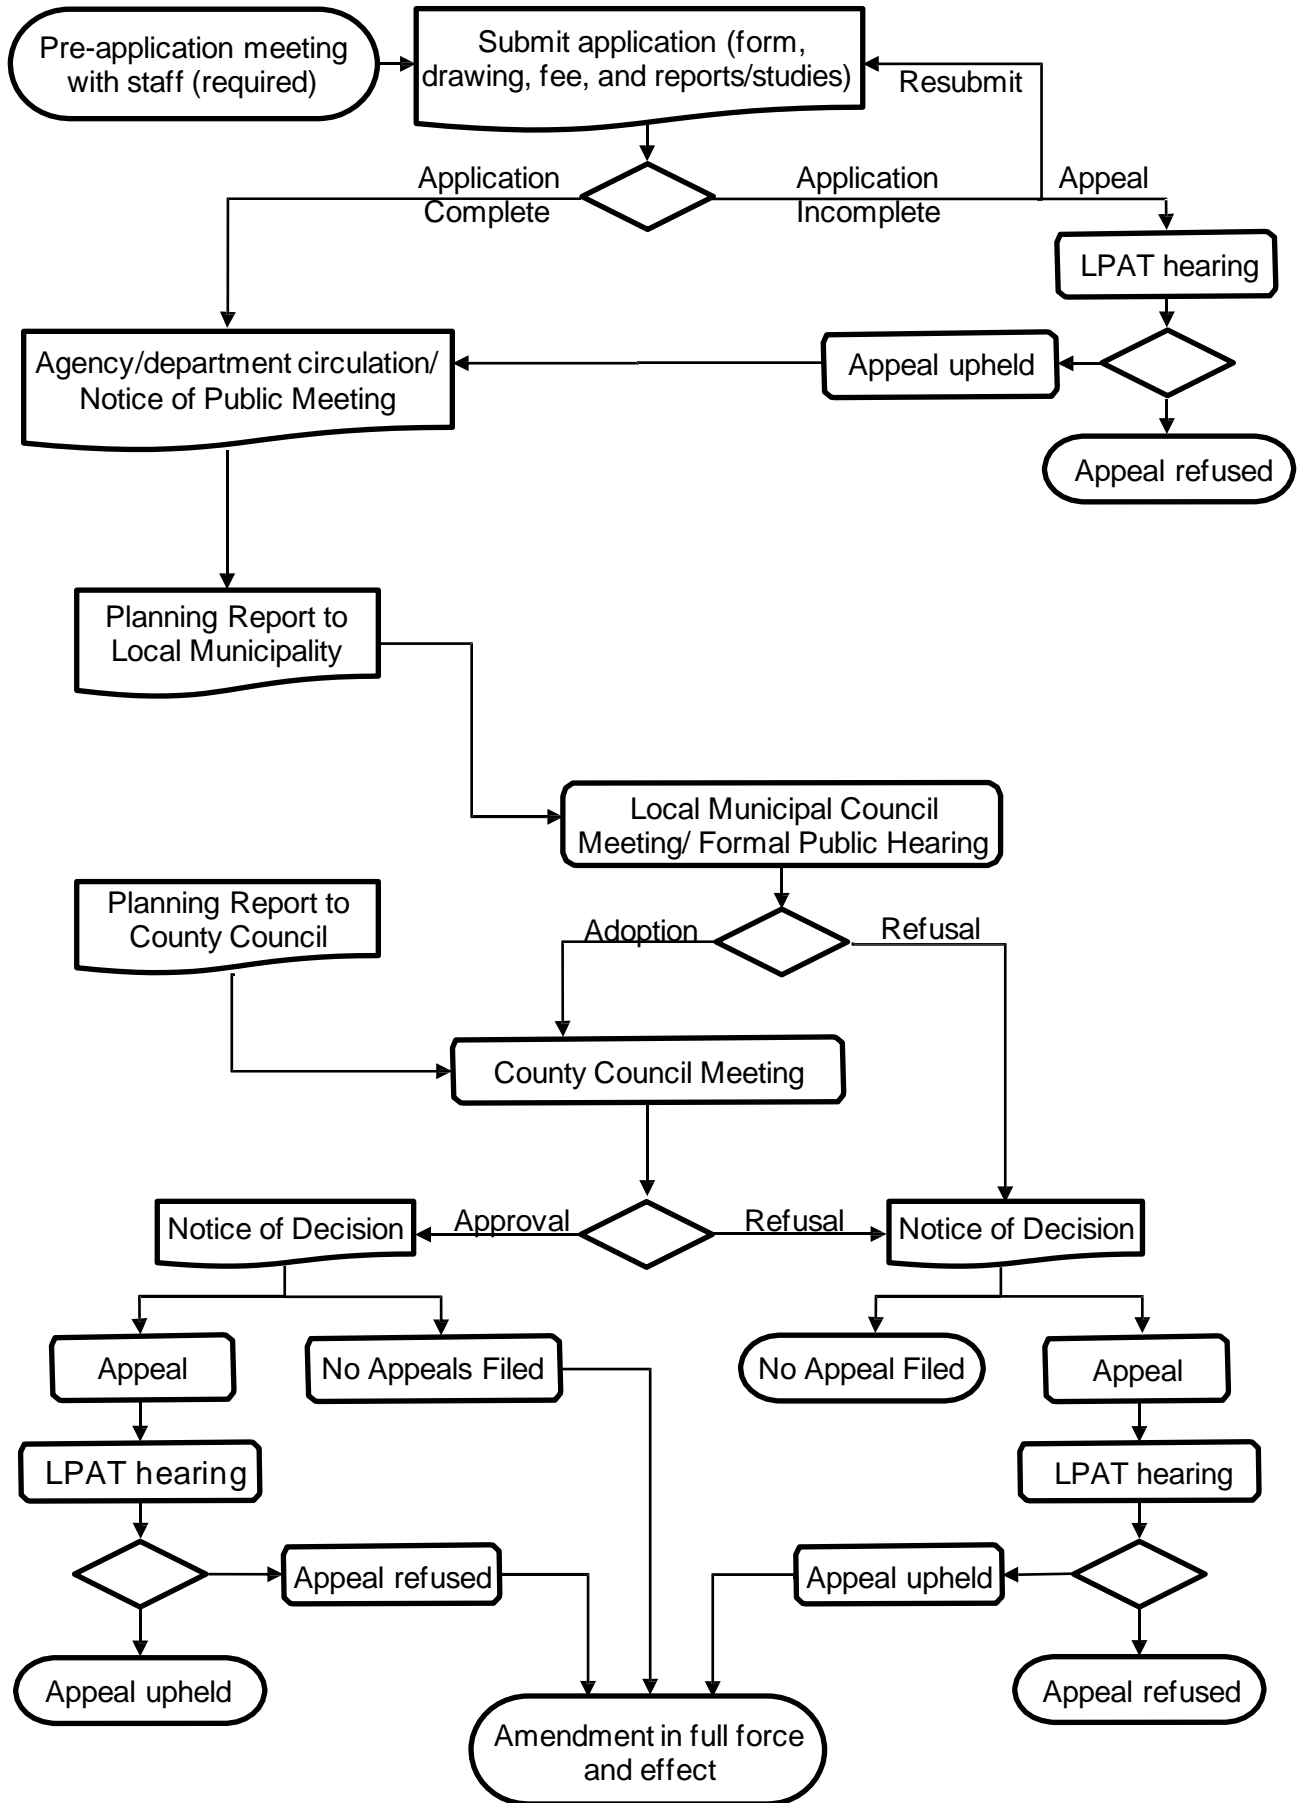 Pre-application meeting
with staff (required)
Submit application (form,
drawing, fee, and reports/studies)
Resubmit
Application
Complete
Application
Incomplete
Appeal
LPAT hearing
Agency/department circulation/
Notice of Public Meeting
Appeal upheld
Appeal refused
Planning Report to
Local Municipality
Local Municipal Council
Meeting/ Formal Public Hearing
Planning Report to
County Council
Adoption
Refusal
County Council Meeting
Notice of Decision
Approval
Refusal
Notice of Decision
Appeal
No Appeals Filed
No Appeal Filed
Appeal
LPAT hearing
LPAT hearing
Appeal refused
Appeal upheld
Appeal upheld
Appeal refused
Amendment in full force
and effect